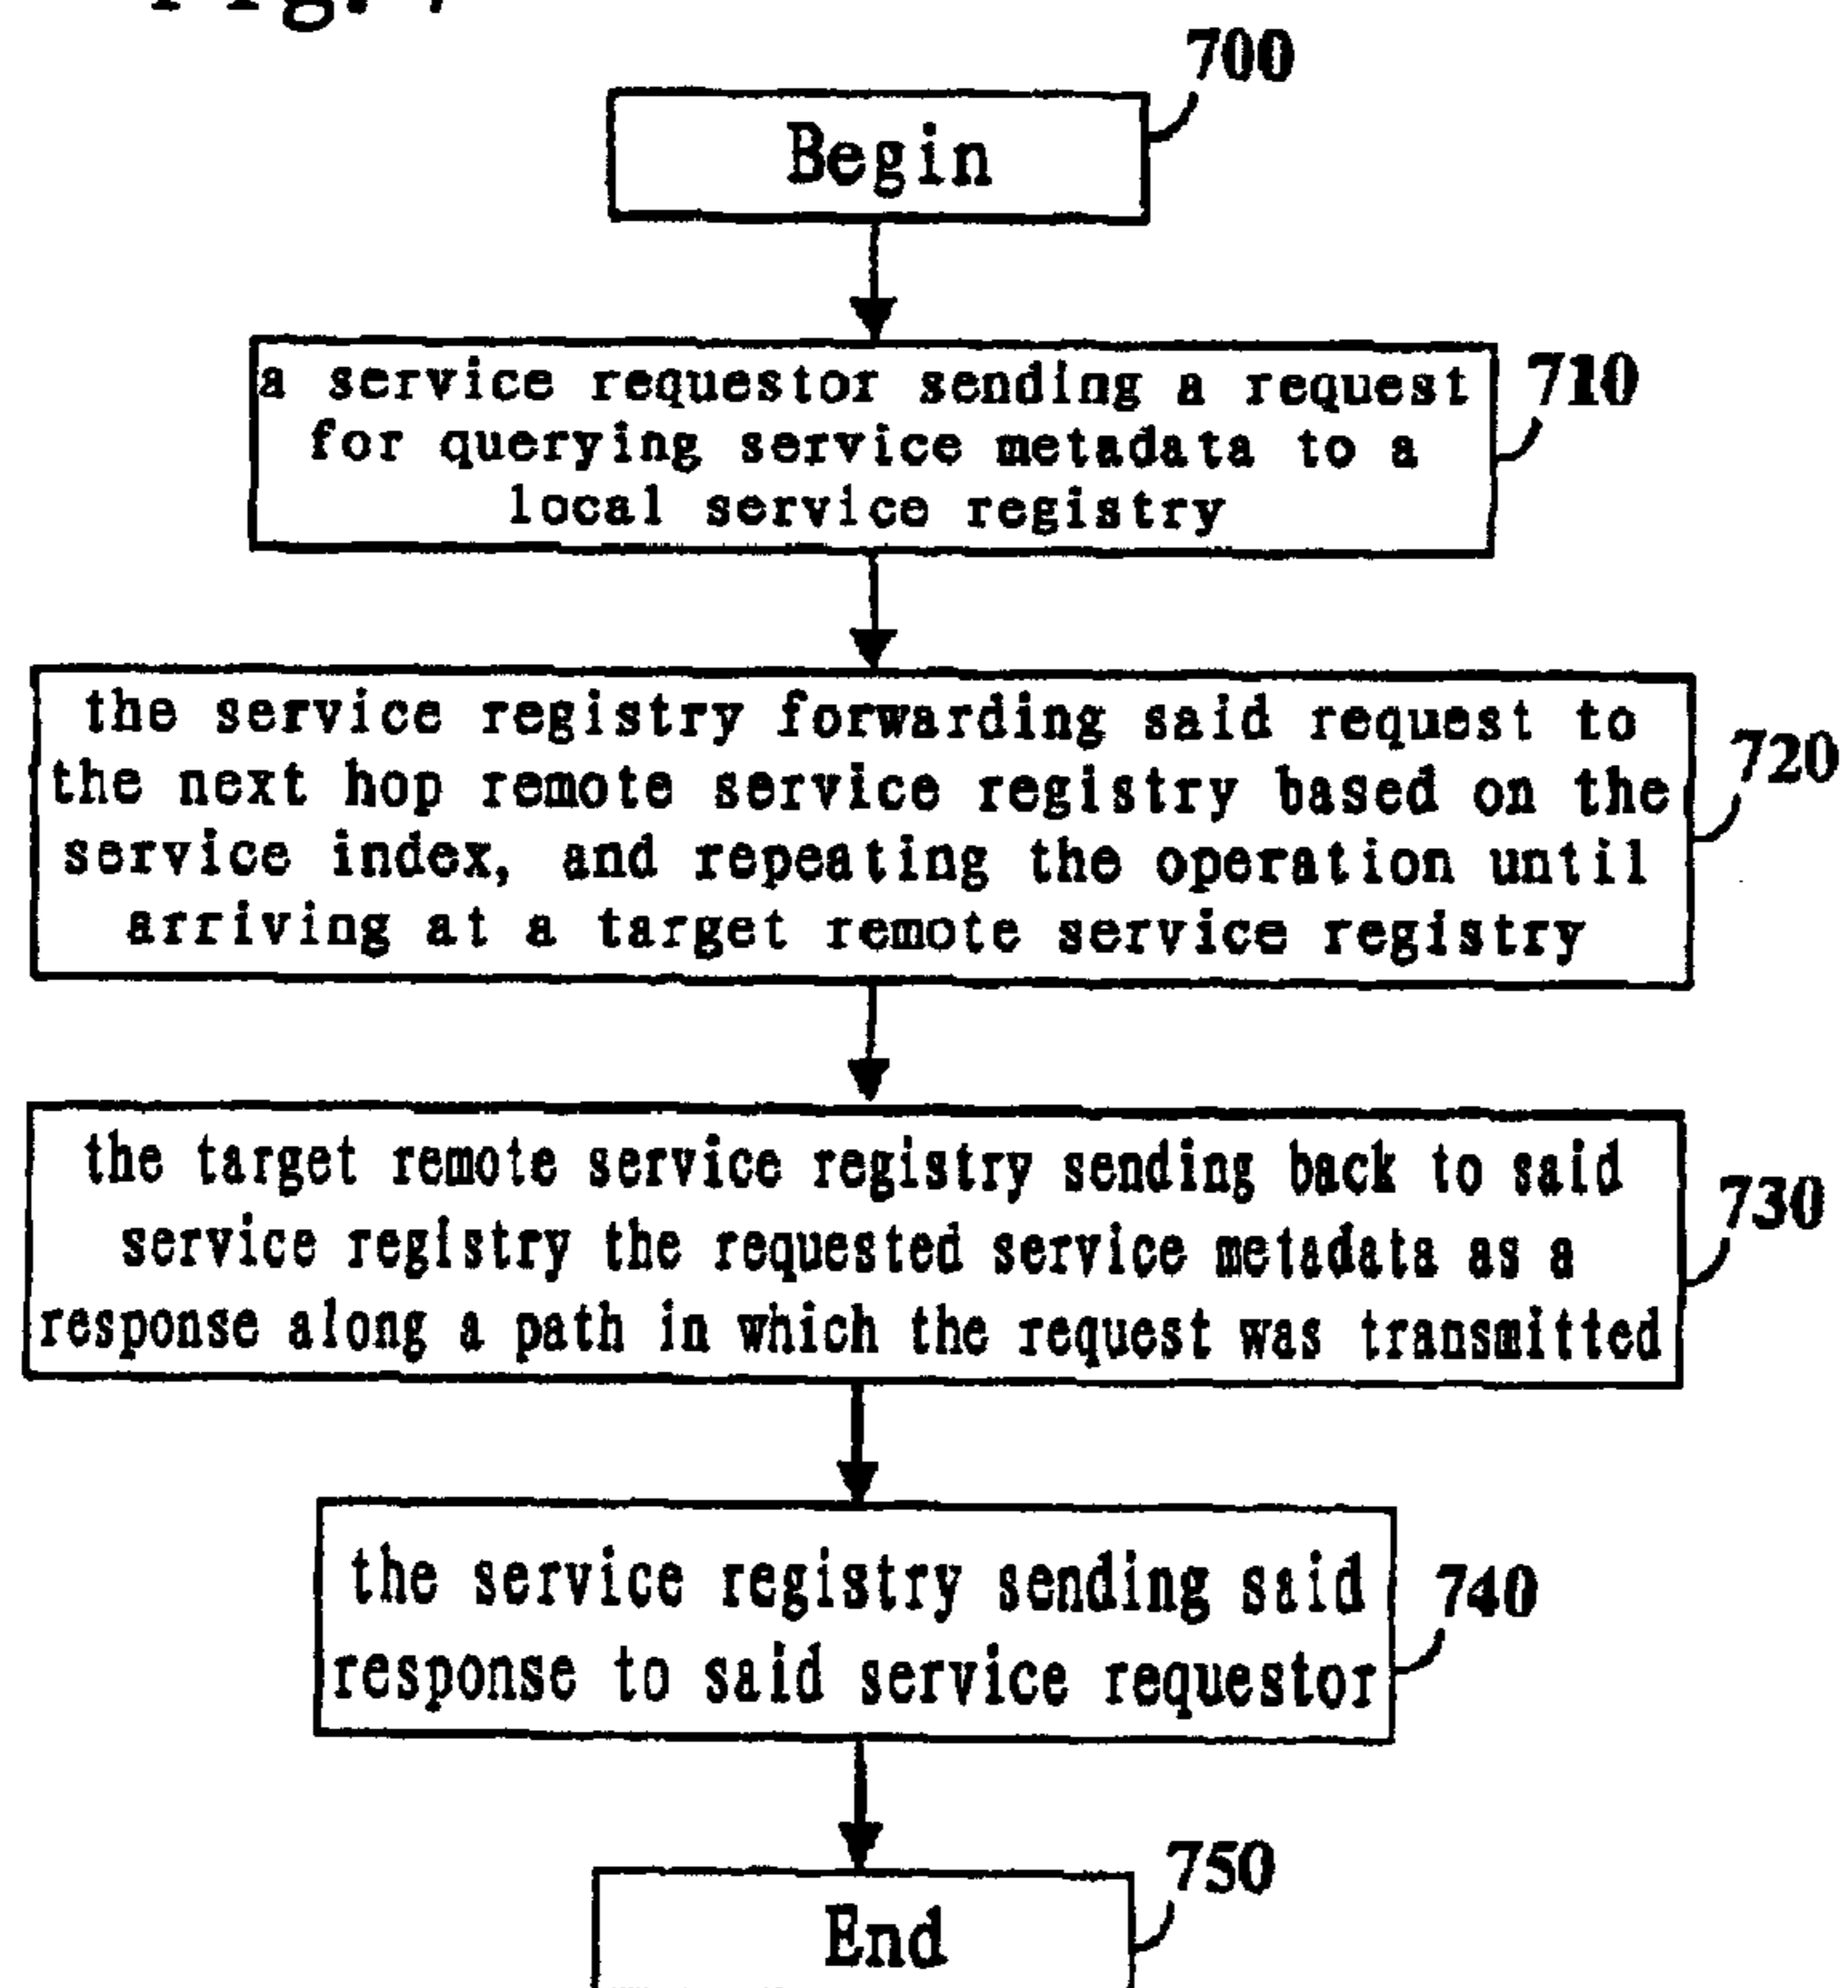 Fig. 7
700
Begin
710
a service requestor sending a request
for querying service metadata to a
local service registry
720
the service registry forwarding said request to
the next hop remote service registry based on the
service index, and repeating the operation until
arriving at a target remote service registry
730
the target remote service registry sending back to said
service registry the requested service metadata as a
response along a path in which the request was transmitted
740
the service registry sending said
response to said service requestor
750
End